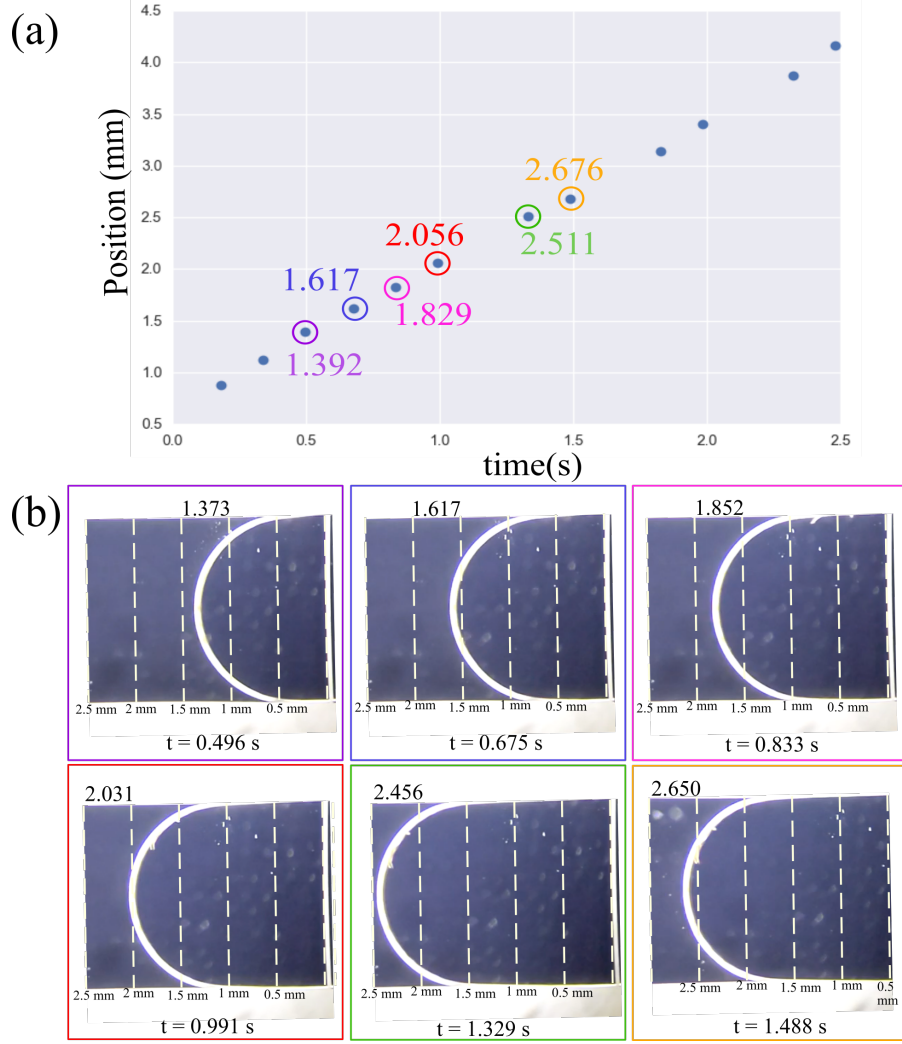 (a)
Position (mm)
4.5
4.0
3.5
3.0
2.5
2.0
1.5
1.0
0.5
2.676
2.511
2.056
1.617
1.829
1.392
0.0 0.5 1.0 1.5 2.0 2.5
time(s)
(b)
1.373
2.5 mm 2 mm 1.5 mm 1 mm 0.5 mm
t = 0.496 s
1.617
2.5 mm 2 mm 1.5 mm 1 mm 0.5 mm
t = 0.675 s
1.852
2.5 mm 2 mm 1.5 mm 1 mm 0.5 mm
t = 0.833 s
2.031
2.5 mm 2 mm 1.5 mm 1 mm 0.5 mm
t = 0.991 s
2.456
2.5 mm 2 mm 1.5 mm 1 mm 0.5 mm
t = 1.329 s
2.650
2.5 mm 2 mm 1.5 mm 1 mm 0.5 mm
t = 1.488 s